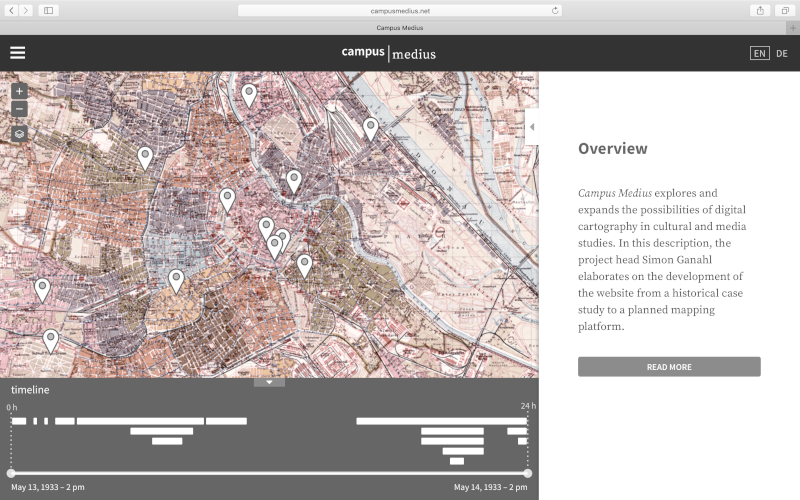 campusmedius.net
Campus Medius
campus medius
EN DE
Overview
Campus Medius explores and
expands the possibilities of digital
cartography in cultural and media
studies. In this description, the
project head Simon Ganahl
elaborates on the development of
the website from a historical case
study to a planned mapping
platform.
READ MORE
timeline
0 h
24 h
May 13, 1933 – 2 pm
May 14, 1933 – 2 pm